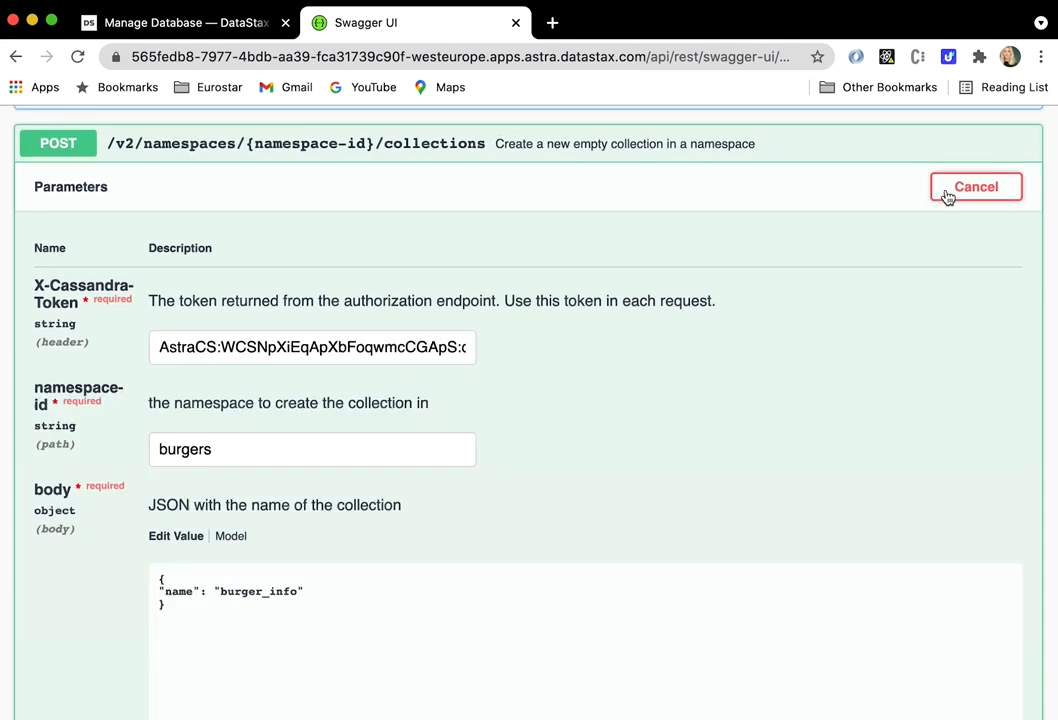 DS Manage Database — DataStax
Swagger UI
565fedb8-7977-4bdb-aa39-fca31739c90f-westeurope.apps.astra.datastax.com/api/rest/swagger-ui/...
Apps
Bookmarks
Eurostar
Gmail
YouTube
Maps
Other Bookmarks
Reading List
POST /v2/namespaces/{namespace-id}/collections Create a new empty collection in a namespace
Parameters
Cancel
Name Description
X-Cassandra-
Token * required
string
(header)
The token returned from the authorization endpoint. Use this token in each request.
AstraCS:WCSNpXiEqApXbFoqwmcCGApS:
namespace-
id * required
string
(path)
the namespace to create the collection in
burgers
body * required
object
(body)
JSON with the name of the collection
Edit Value | Model
{
"name": "burger_info"
}